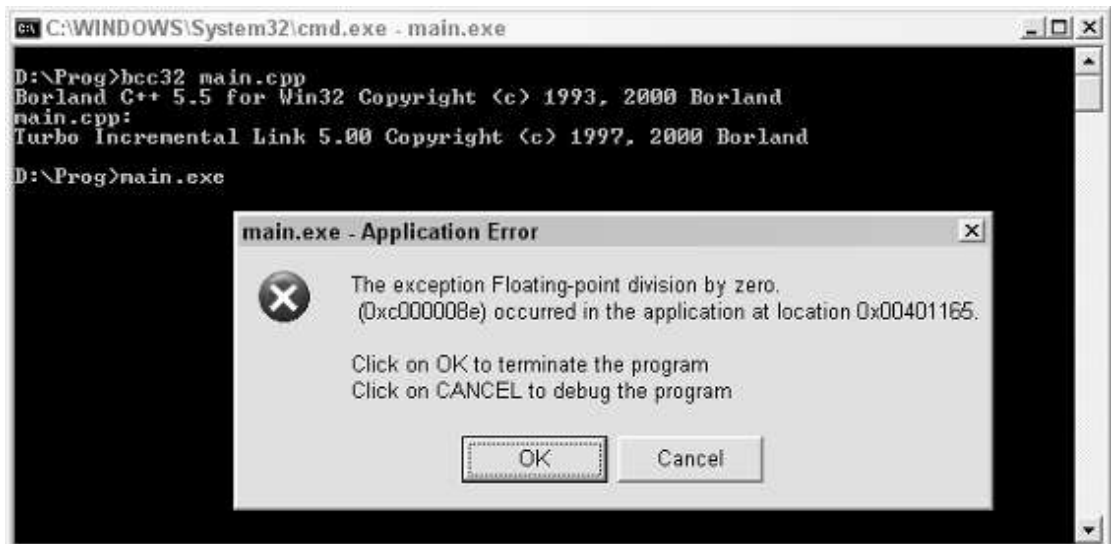 C:\WINDOWS\System32\cmd.exe - main.exe
D:\Prog>bcc32 main.cpp
Borland C++ 5.5 for Win32 Copyright (c) 1993, 2000 Borland
main.cpp:
Turbo Incremental Link 5.00 Copyright (c) 1997, 2000 Borland
D:\Prog>main.exe
main.exe - Application Error
The exception Floating-point division by zero.
(0xc000008e) occurred in the application at location 0x00401165.
Click on OK to terminate the program
Click on CANCEL to debug the program
OK
Cancel